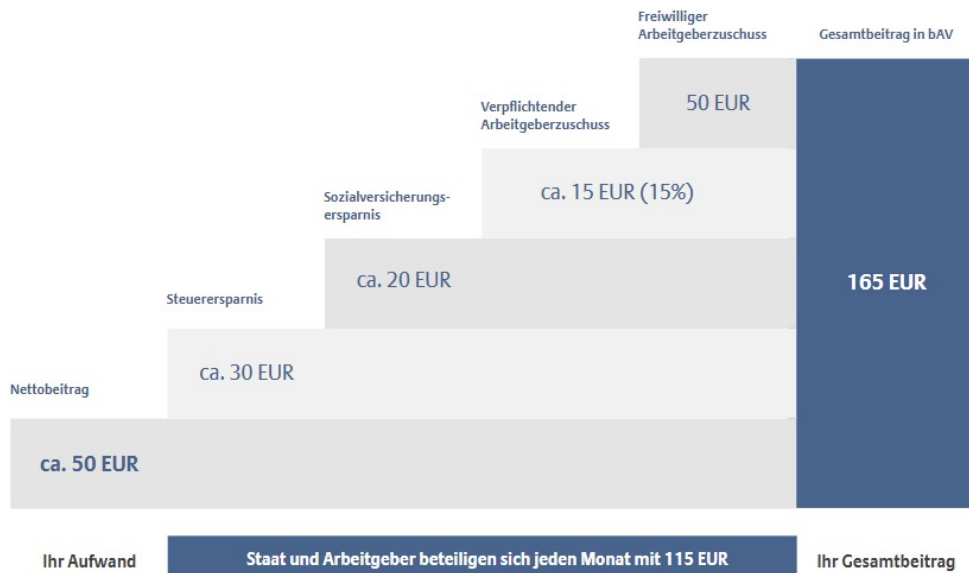 Freiwilliger
Arbeitgeberzuschuss
Gesamtbeitrag in bAV
50 EUR
Verpflichtender
Arbeitgeberzuschuss
ca. 15 EUR (15%)
Sozialversicherungs-
ersparnis
ca. 20 EUR
165 EUR
Steuerersparnis
ca. 30 EUR
Nettobeitrag
ca. 50 EUR
Ihr Aufwand
Staat und Arbeitgeber beteiligen sich jeden Monat mit 115 EUR
Ihr Gesamtbeitrag